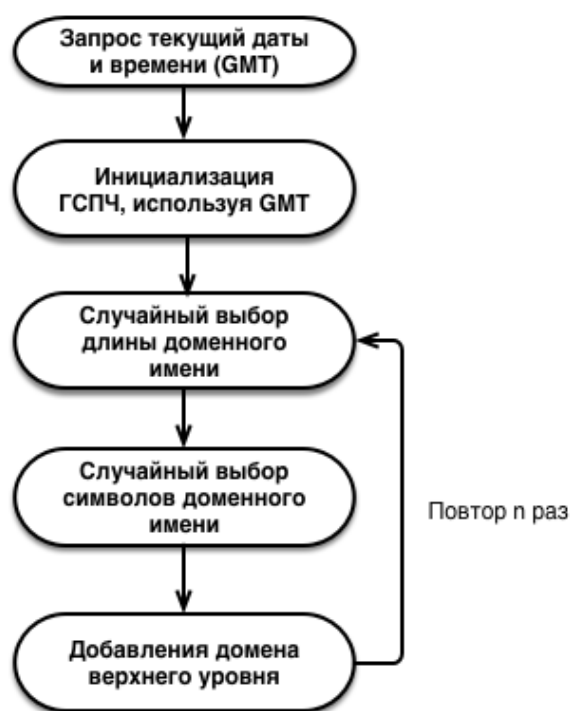 Запрос текущий даты
и времени (GMT)
Инициализация
ГСПЧ, используя GMT
Случайный выбор
длины доменного
имени
Случайный выбор
символов доменного
имени
Повтор n раз
Добавления домена
верхнего уровня